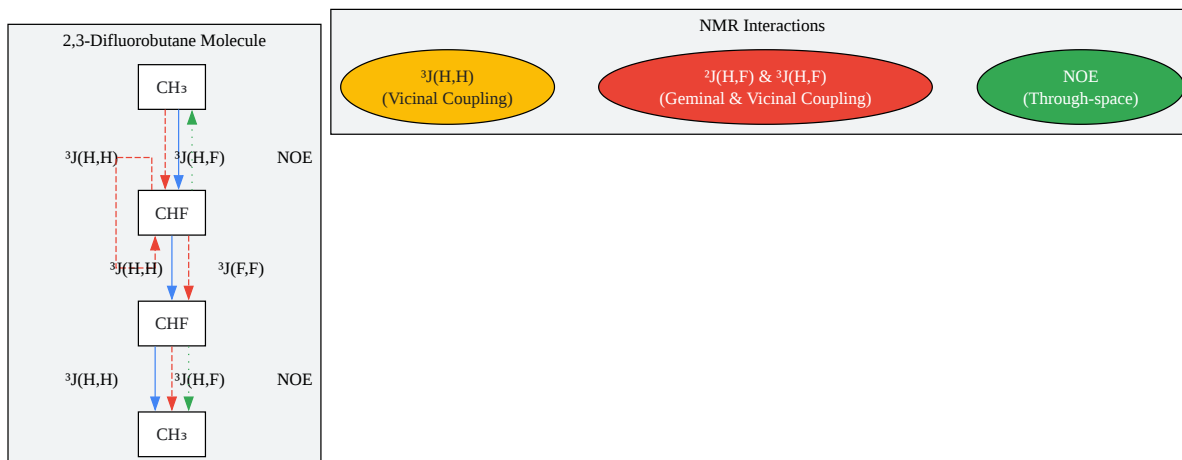 2,3-Difluorobutane Molecule
CH₃
³J(H,H)
³J(H,F)
NOE
CHF
³J(H,H)
³J(F,F)
CHF
³J(H,H)
³J(H,F)
NOE
CH₃
NMR Interactions
³J(H,H)
(Vicinal Coupling)
²J(H,F) & ³J(H,F)
(Geminal & Vicinal Coupling)
NOE
(Through-space)